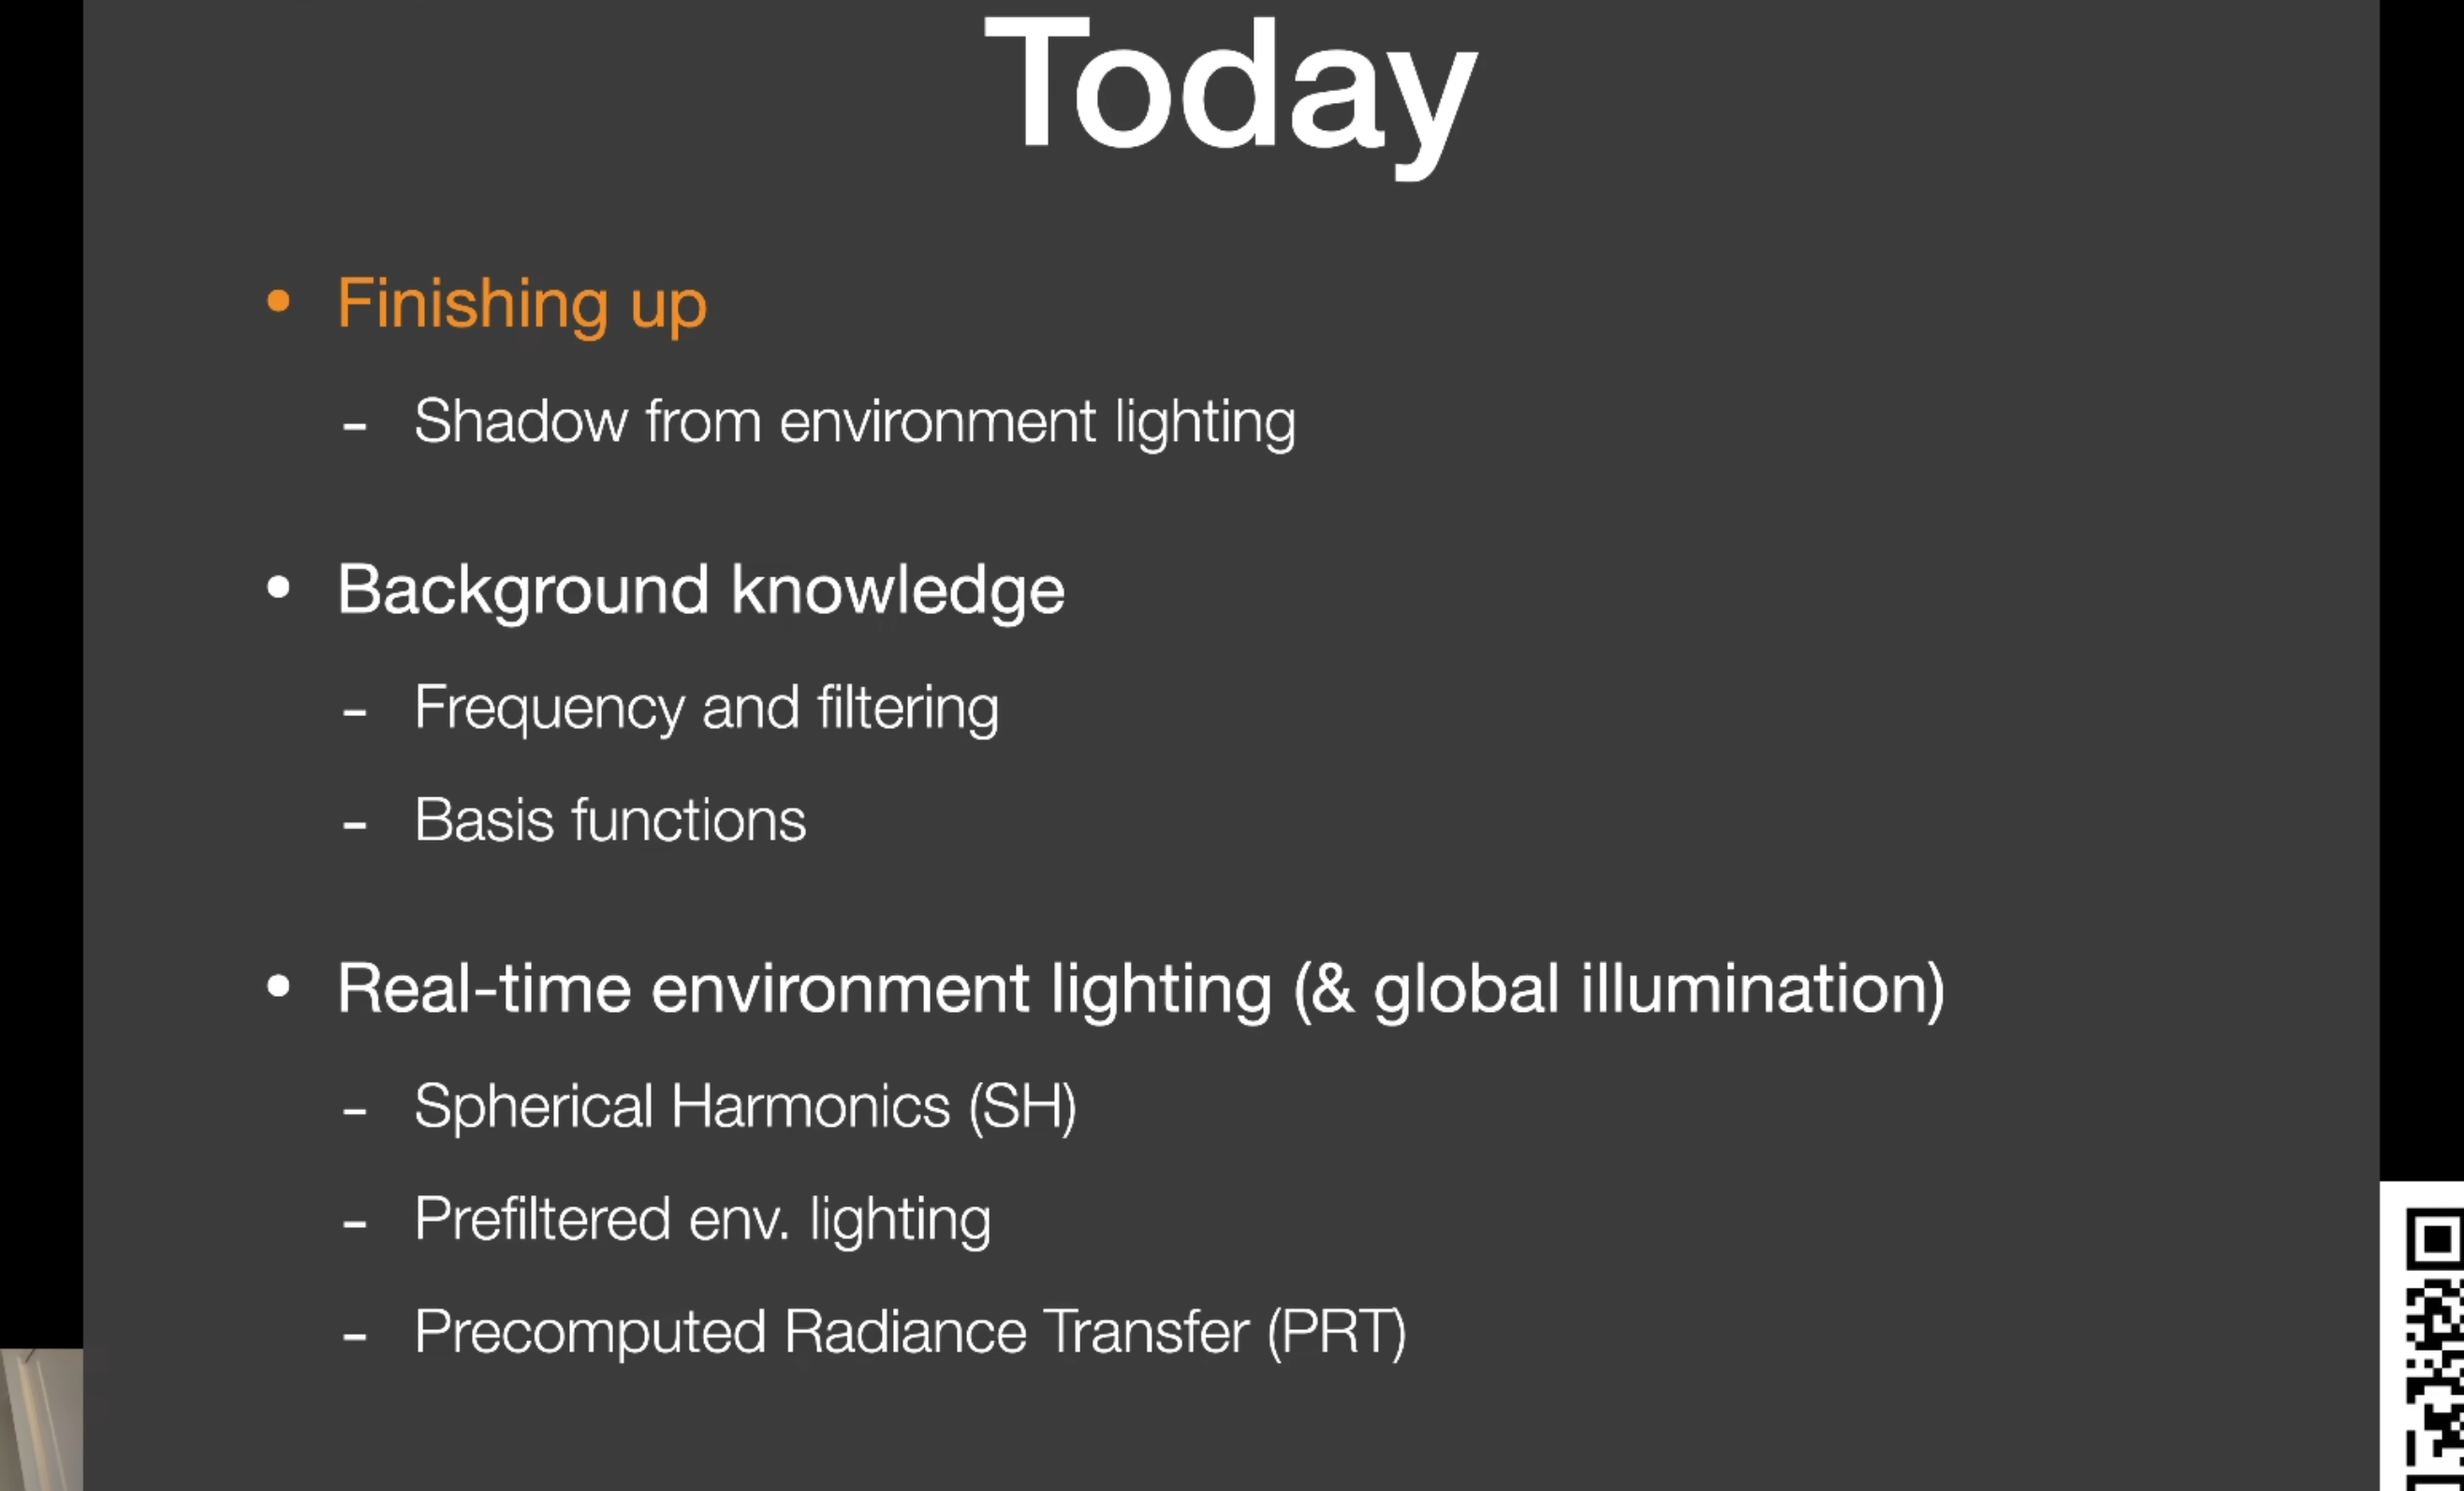 Today
• Finishing up
- Shadow from environment lighting
• Background knowledge
- Frequency and filtering
- Basis functions
• Real-time environment lighting (& global illumination)
- Spherical Harmonics (SH)
- Prefiltered env. lighting
- Precomputed Radiance Transfer (PRT)